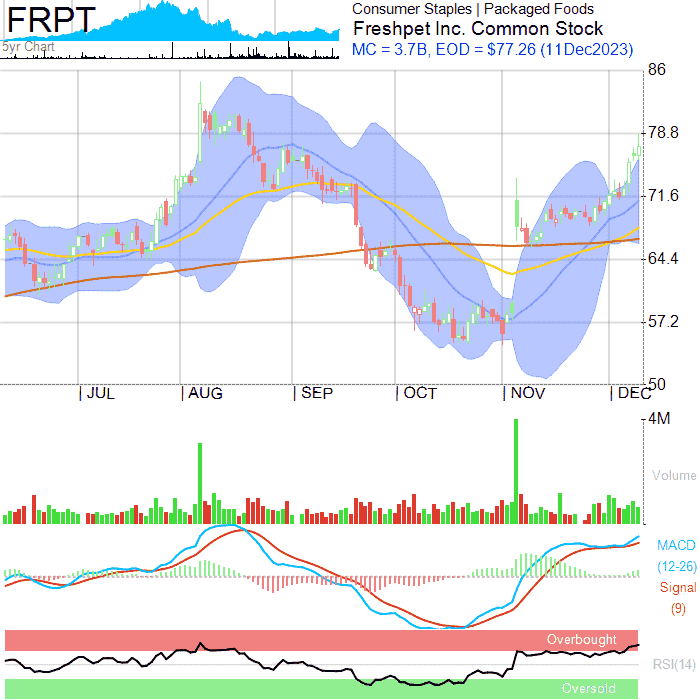 FRPT
Consumer Staples | Packaged Foods
Freshpet Inc. Common Stock
5yr Chart
MC = 3.7B, EOD = $77.26 (11Dec2023)
86
78.8
71.6
64.4
57.2
50
| JUL | AUG | SEP | OCT | NOV | DEC
4M
Volume
MACD
(12-26)
Signal
(9)
Overbought
RSI(14)
Oversold